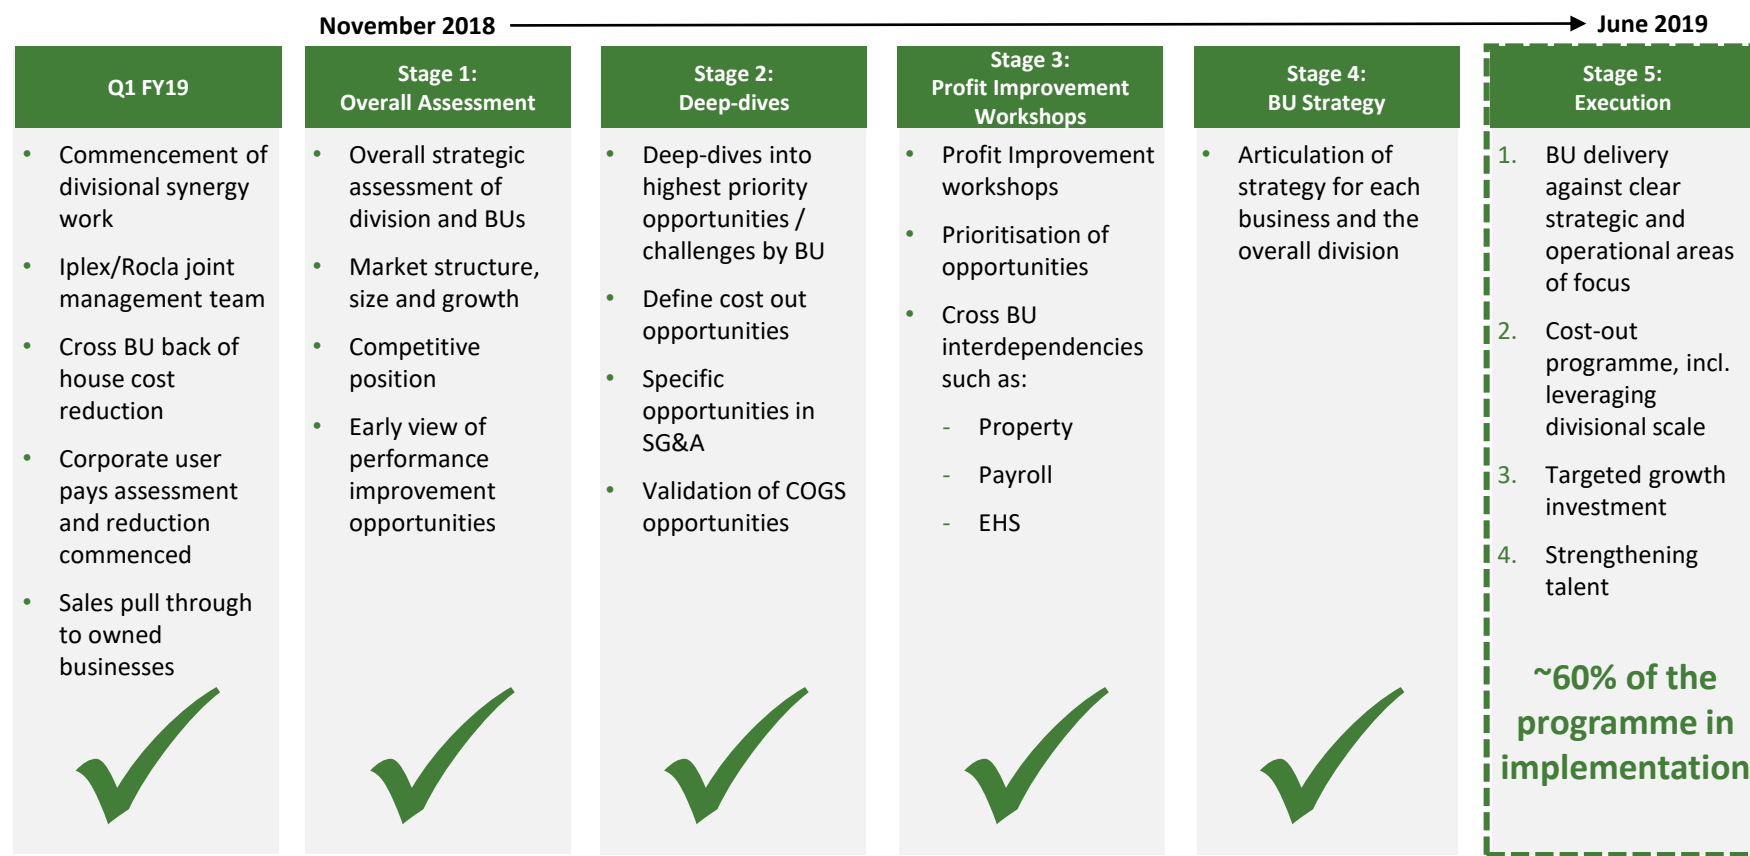 November 2018
June 2019
Q1 FY19
• Commencement of
divisional synergy
work
• Iplex/Rocla joint
management team
• Cross BU back of
house cost
reduction
• Corporate user
pays assessment
and reduction
commenced
• Sales pull through
to owned
businesses
Stage 1:
Overall Assessment
• Overall strategic
assessment of
division and BUs
• Market structure,
size and growth
• Competitive
position
• Early view of
performance
improvement
opportunities
Stage 2:
Deep-dives
• Deep-dives into
highest priority
opportunities /
challenges by BU
• Define cost out
opportunities
• Specific
opportunities in
SG&A
• Validation of COGS
opportunities
Stage 3:
Profit Improvement
Workshops
• Profit Improvement
workshops
• Prioritisation of
opportunities
• Cross BU
interdependencies
such as:
- Property
- Payroll
- EHS
Stage 4:
BU Strategy
• Articulation of
strategy for each
business and the
overall division
Stage 5:
Execution
1. BU delivery
against clear
strategic and
operational areas
of focus
2. Cost-out
programme, incl.
leveraging
divisional scale
3. Targeted growth
investment
4. Strengthening
talent
~60% of the
programme in
implementation